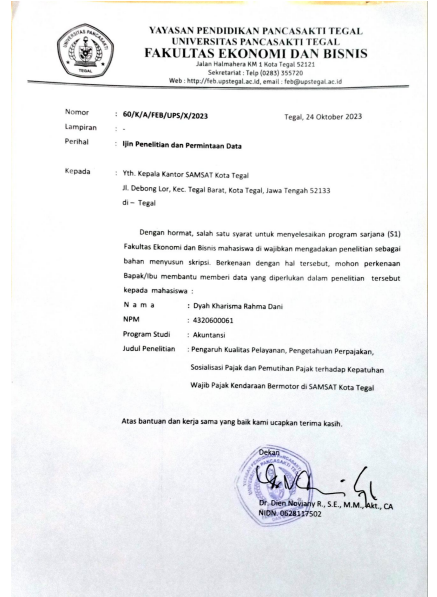 YAYASAN PENDIDIKAN PANCASAKTI TEGAL
UNIVERSITAS PANCASAKTI TEGAL
FAKULTAS EKONOMI DAN BISNIS
Jalan Halmahera KM 1 Kota Tegal 52121
Sekretariat : Telp (0283) 355720
Web : http://feb.upstegal.ac.id, email : feb@upstegal.ac.id
Nomor : 60/K/A/FEB/UPS/X/2023 Tegal, 24 Oktober 2023
Lampiran : -
Perihal : Ijin Penelitian dan Permintaan Data
Kepada : Yth. Kepala Kantor SAMSAT Kota Tegal
Jl. Debong Lor, Kec. Tegal Barat, Kota Tegal, Jawa Tengah 52133
di – Tegal
Dengan hormat, salah satu syarat untuk menyelesaikan program sarjana (S1)
Fakultas Ekonomi dan Bisnis mahasiswa di wajibkan mengadakan penelitian sebagai
bahan menyusun skripsi. Berkenaan dengan hal tersebut, mohon perkenaan
Bapak/Ibu membantu memberi data yang diperlukan dalam penelitian tersebut
kepada mahasiswa :
N a m a : Dyah Kharisma Rahma Dani
NPM : 4320600061
Program Studi : Akuntansi
Judul Penelitian : Pengaruh Kualitas Pelayanan, Pengetahuan Perpajakan,
Sosialisasi Pajak dan Pemutihan Pajak terhadap Kepatuhan
Wajib Pajak Kendaraan Bermotor di SAMSAT Kota Tegal
Atas bantuan dan kerja sama yang baik kami ucapkan terima kasih.
Dekan
Dr. Dien Noviany R., S.E., M.M., Akt., CA
NIDN. 0628117502